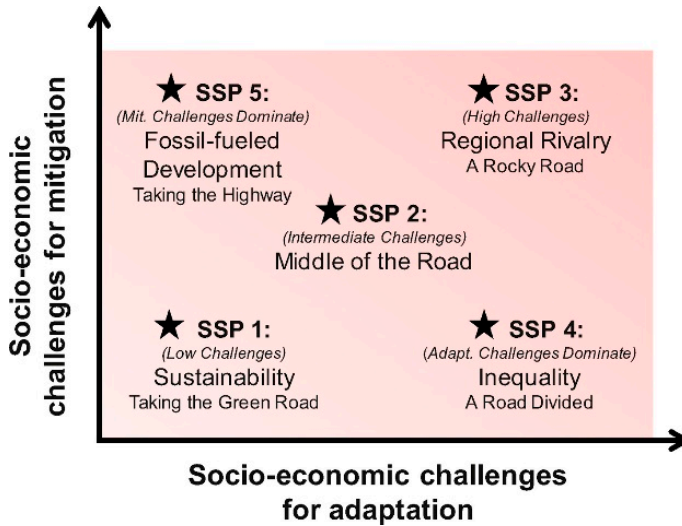 Socio-economic
challenges for mitigation
SSP 5:
(Mit. Challenges Dominate)
Fossil-fueled
Development
Taking the Highway
SSP 3:
(High Challenges)
Regional Rivalry
A Rocky Road
SSP 2:
(Intermediate Challenges)
Middle of the Road
SSP 1:
(Low Challenges)
Sustainability
Taking the Green Road
SSP 4:
(Adapt. Challenges Dominate)
Inequality
A Road Divided
Socio-economic challenges
for adaptation